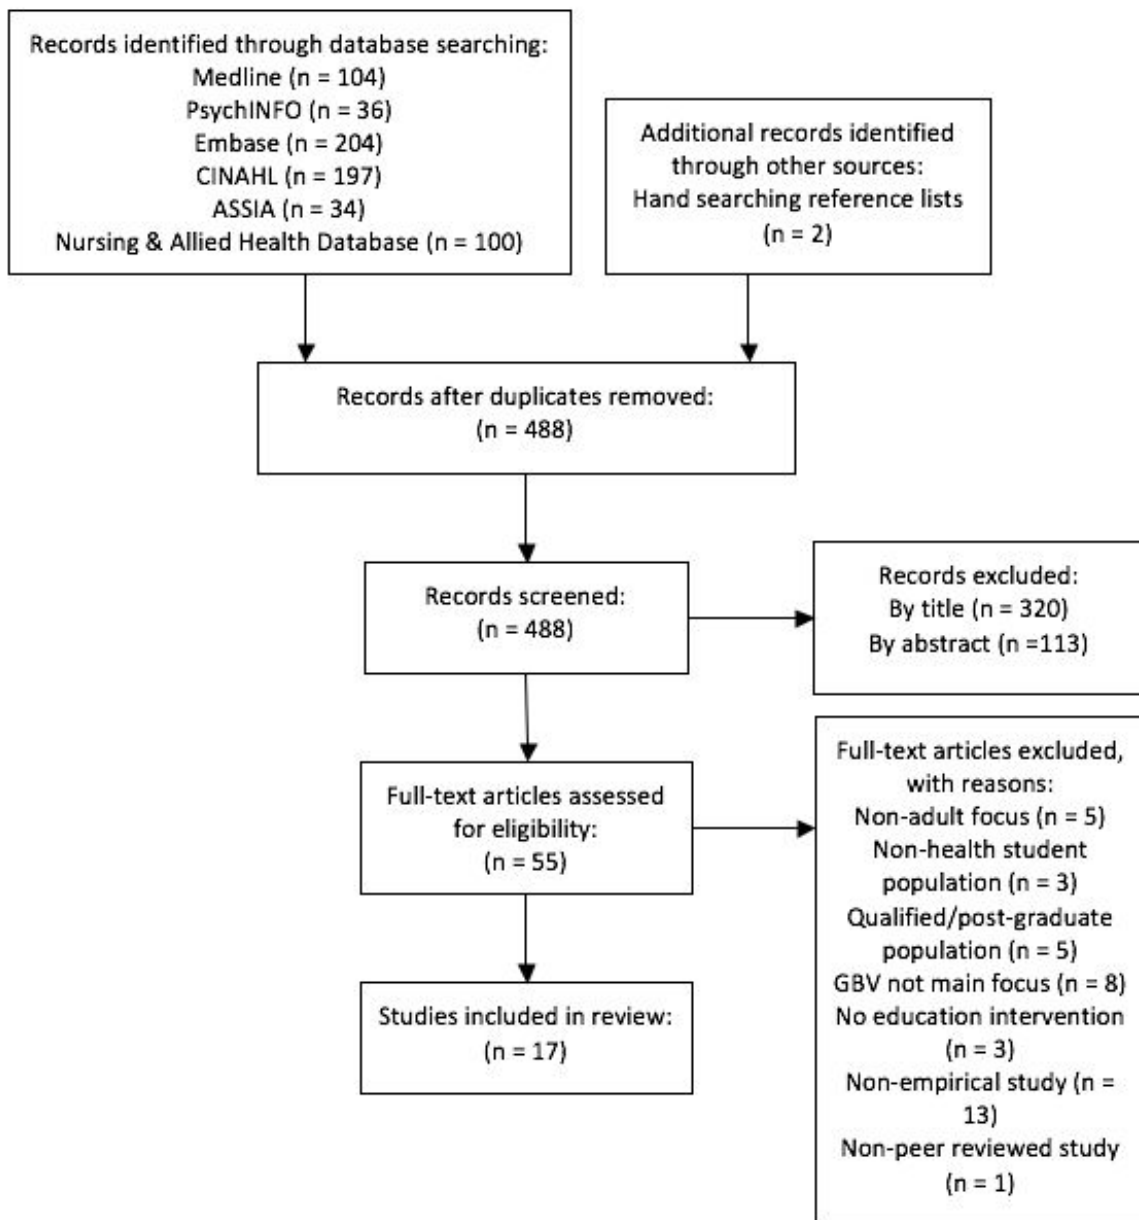 Records identified through database searching:
Medline (n = 104)
PsychINFO (n = 36)
Embase (n = 204)
CINAHL (n = 197)
ASSIA (n = 34)
Nursing & Allied Health Database (n = 100)
Additional records identified
through other sources:
Hand searching reference lists
(n = 2)
Records after duplicates removed:
(n = 488)
Records screened:
(n = 488)
Records excluded:
By title (n = 320)
By abstract (n =113)
Full-text articles assessed
for eligibility:
(n = 55)
Full-text articles excluded,
with reasons:
Non-adult focus (n = 5)
Non-health student
population (n = 3)
Qualified/post-graduate
population (n = 5)
GBV not main focus (n = 8)
No education intervention
(n = 3)
Non-empirical study (n =
13)
Non-peer reviewed study
(n = 1)
Studies included in review:
(n = 17)